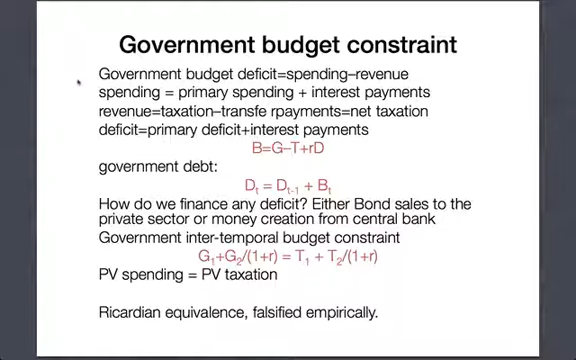 Government budget constraint
Government budget deficit=spending–revenue
spending = primary spending + interest payments
revenue=taxation–transfe rpayments=net taxation
deficit=primary deficit+interest payments
B=G–T+rD
government debt:
Dt = Dt-1 + Bt
How do we finance any deficit? Either Bond sales to the
private sector or money creation from central bank
Government inter-temporal budget constraint
G1+G2/(1+r) = T1 + T2/(1+r)
PV spending = PV taxation
Ricardian equivalence, falsified empirically.